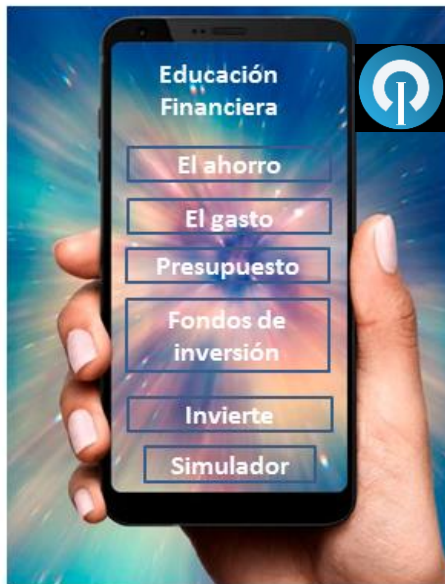 Educación
Financiera
El ahorro
El gasto
Presupuesto
Fondos de
inversión
Invierte
Simulador